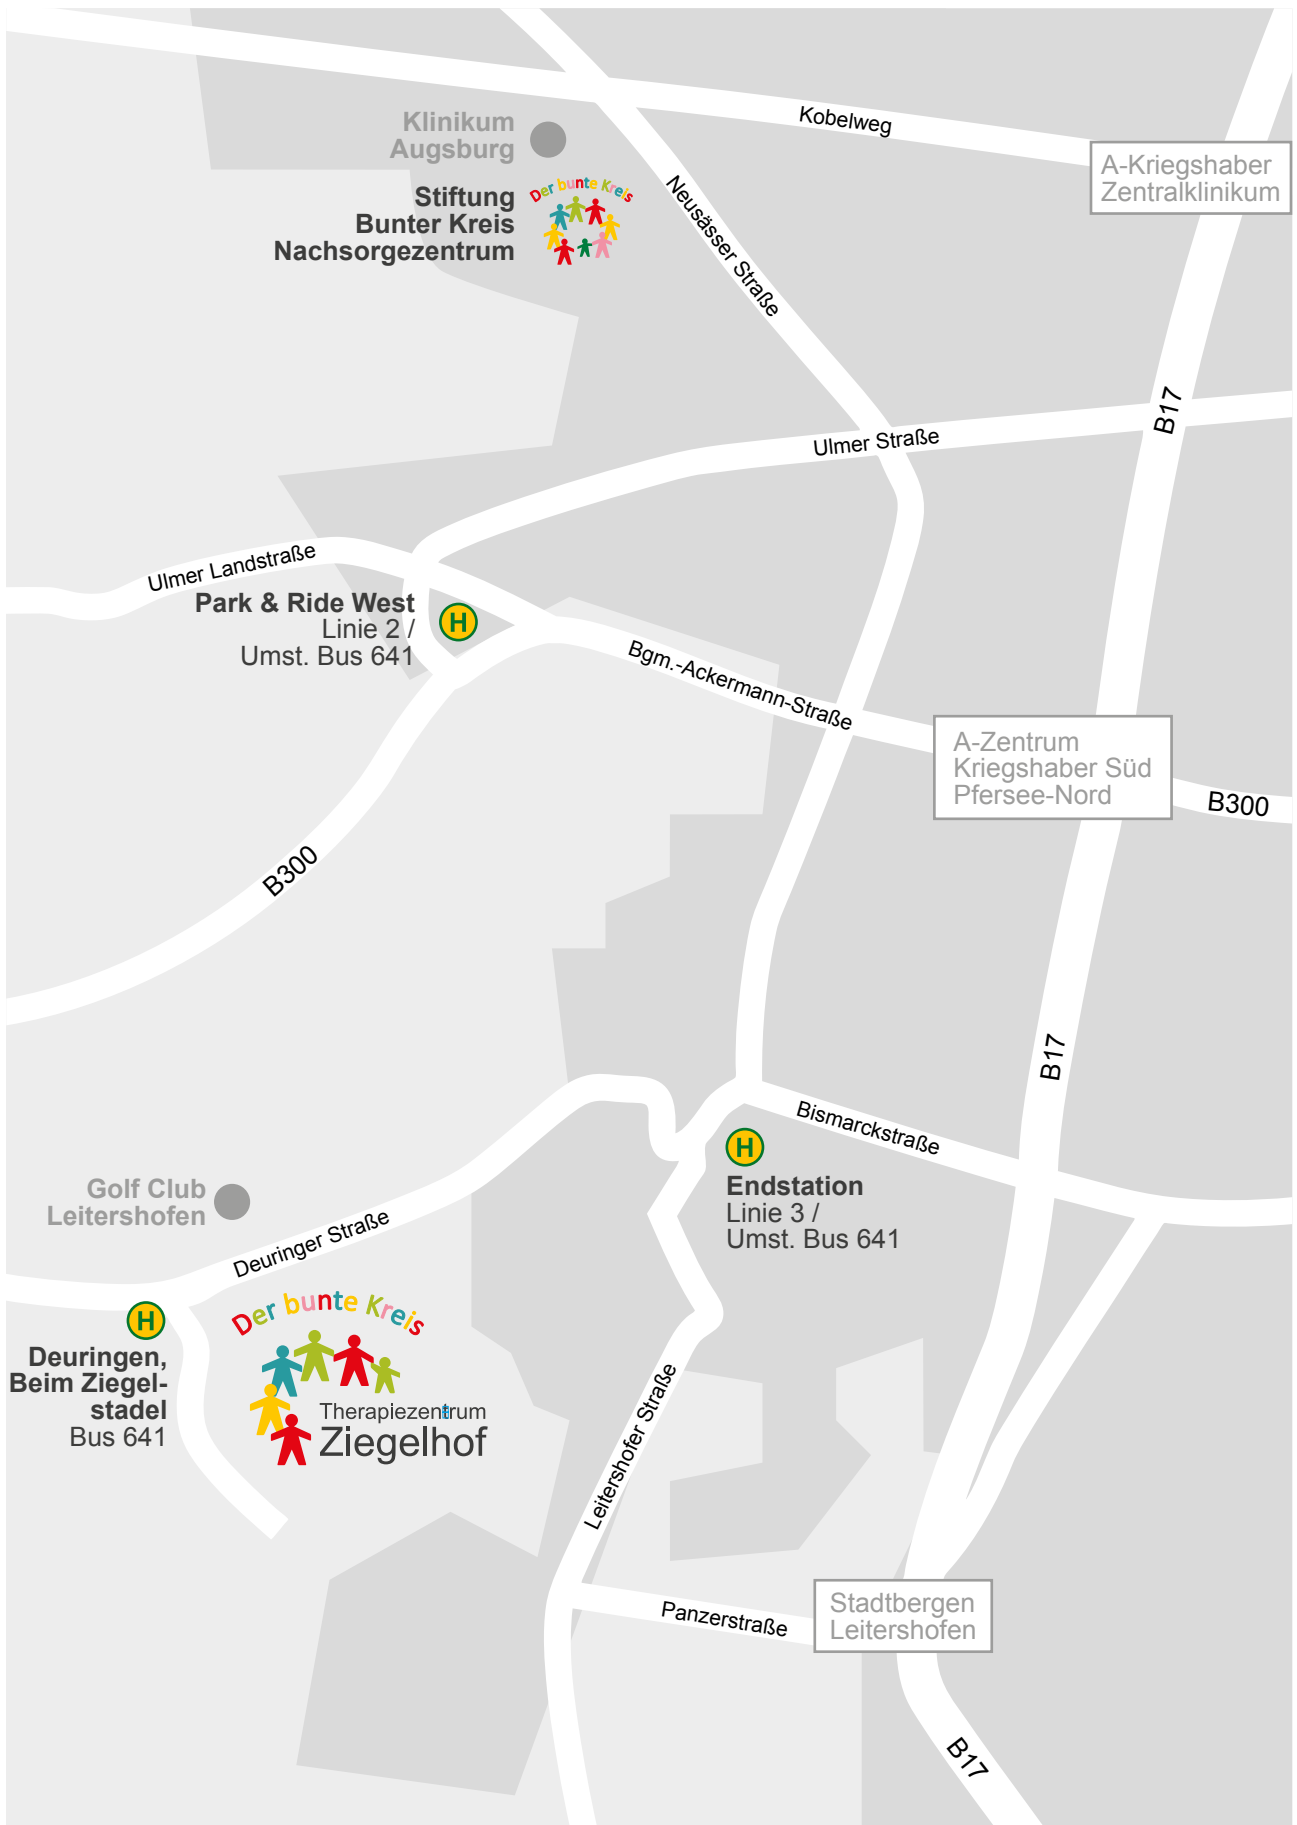 Kobelweg
Klinikum
Augsburg
A-Kriegshaber
Zentralklinikum
Der bunte Kreis
Stiftung
Bunter Kreis
Nachsorgezentrum
Neusässer Straße
B17
Ulmer Straße
Ulmer Landstraße
Park & Ride West
Linie 2 /
Umst. Bus 641
H
Bgm.-Ackermann-Straße
A-Zentrum
Kriegshaber Süd
Pfersee-Nord
B300
B300
B17
Bismarckstraße
H
Endstation
Linie 3 /
Umst. Bus 641
Golf Club
Leitershofen
Deuringer Straße
H
Deuringen,
Beim Ziegel-
stadel
Bus 641
Der bunte Kreis
Therapiezentrum
Ziegelhof
Leitershofer Straße
Panzerstraße
Stadtbergen
Leitershofen
B17